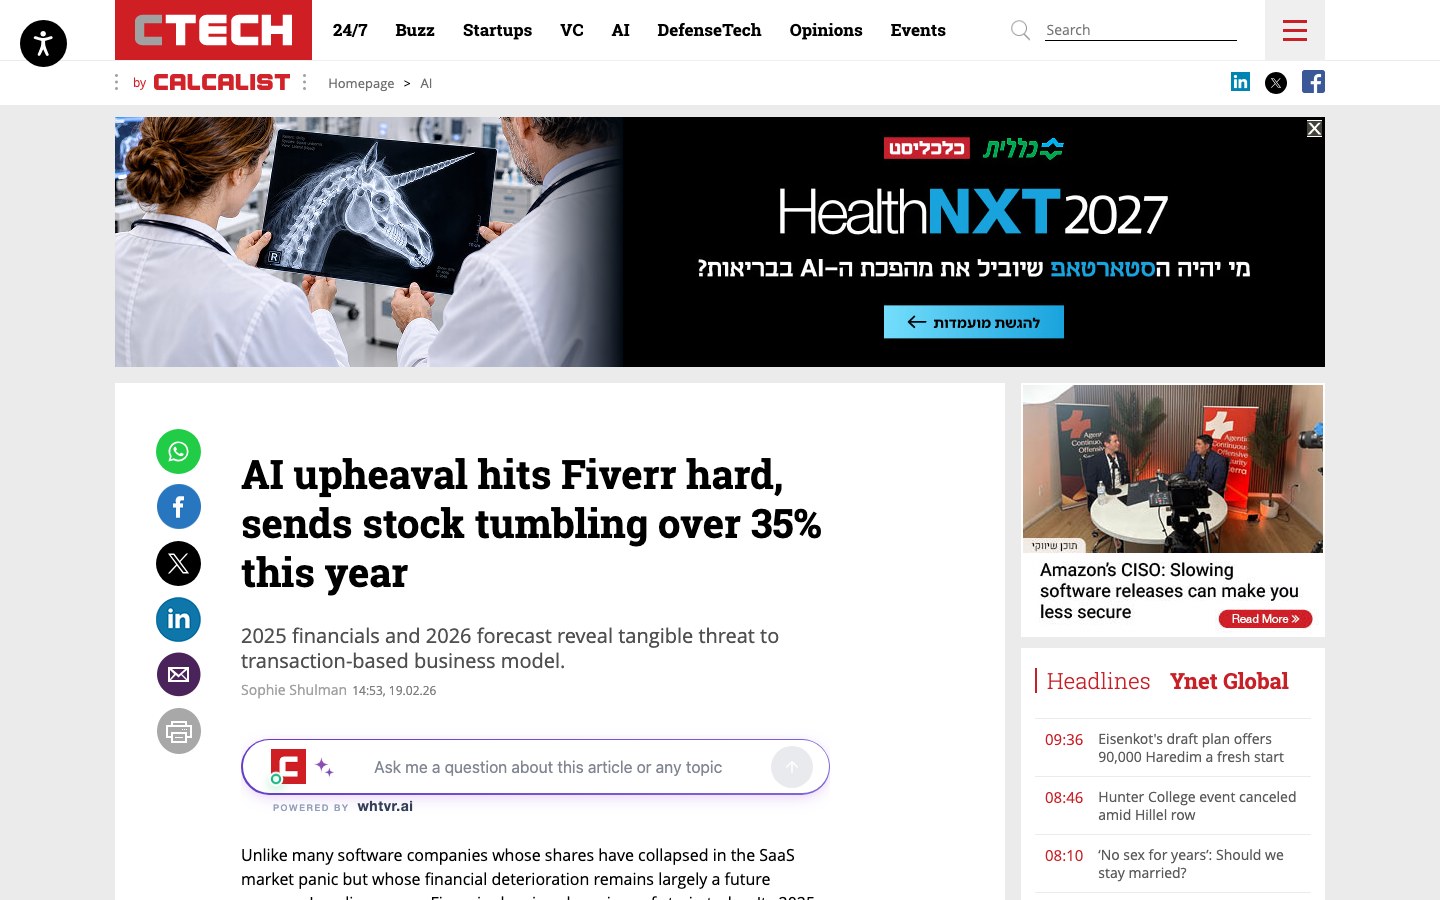 CTECH
24/7
Buzz
Startups
VC
AI
DefenseTech
Opinions
Events
Search
by CALCALIST
Homepage > AI
כלכליסט
כללית
HealthNXT2027
מי יהיה הסטארטאפ שיוביל את מהפכת ה-AI בבריאות?
להגשת מועמדות
AI upheaval hits Fiverr hard,
sends stock tumbling over 35%
this year
2025 financials and 2026 forecast reveal tangible threat to
transaction-based business model.
Sophie Shulman 14:53, 19.02.26
Ask me a question about this article or any topic
POWERED BY whtvr.ai
Unlike many software companies whose shares have collapsed in the SaaS
market panic but whose financial deterioration remains largely a future
תוכן שיווקי
Amazon's CISO: Slowing
software releases can make you
less secure
Read More
Headlines
Ynet Global
09:36 Eisenkot's draft plan offers
90,000 Haredim a fresh start
08:46 Hunter College event canceled
amid Hillel row
08:10 ‘No sex for years’: Should we
stay married?